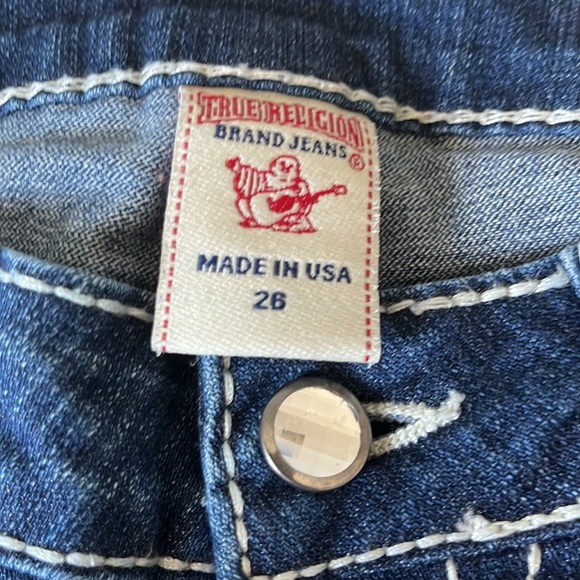 TRUE RELIGION
BRAND JEANS
®
MADE IN USA
26